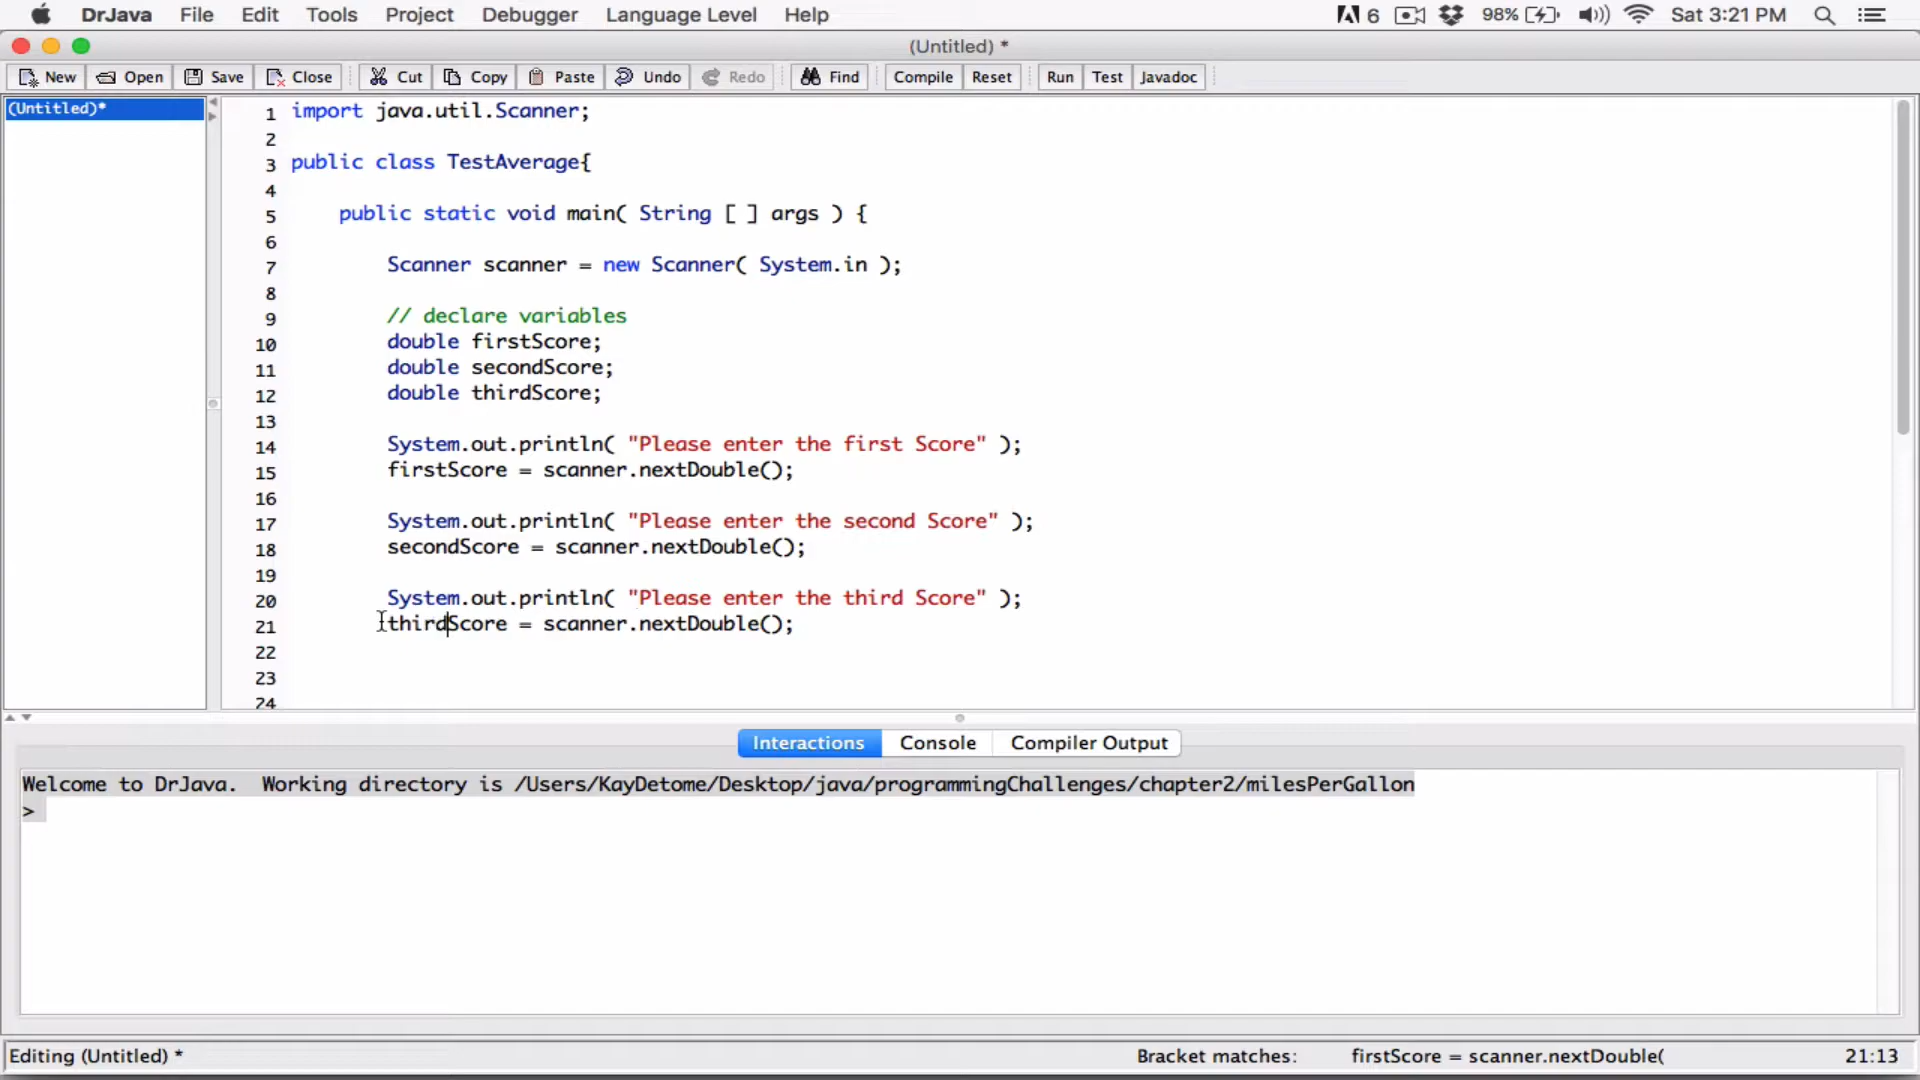 DrJava File Edit Tools Project Debugger Language Level Help 6 98% Sat 3:21 PM
(Untitled) *
New Open Save Close Cut Copy Paste Undo Redo Find Compile Reset Run Test Javadoc
(Untitled)*
1 import java.util.Scanner;
2
3 public class TestAverage{
4
5 public static void main( String [ ] args ) {
6
7 Scanner scanner = new Scanner( System.in );
8
9 // declare variables
10 double firstScore;
11 double secondScore;
12 double thirdScore;
13
14 System.out.println( "Please enter the first Score" );
15 firstScore = scanner.nextDouble();
16
17 System.out.println( "Please enter the second Score" );
18 secondScore = scanner.nextDouble();
19
20 System.out.println( "Please enter the third Score" );
21 thirdScore = scanner.nextDouble();
22
23
24
Interactions Console Compiler Output
Welcome to DrJava.  Working directory is /Users/KayDetome/Desktop/java/programmingChallenges/chapter2/milesPerGallon
>
Editing (Untitled) * Bracket matches: firstScore = scanner.nextDouble( 21:13